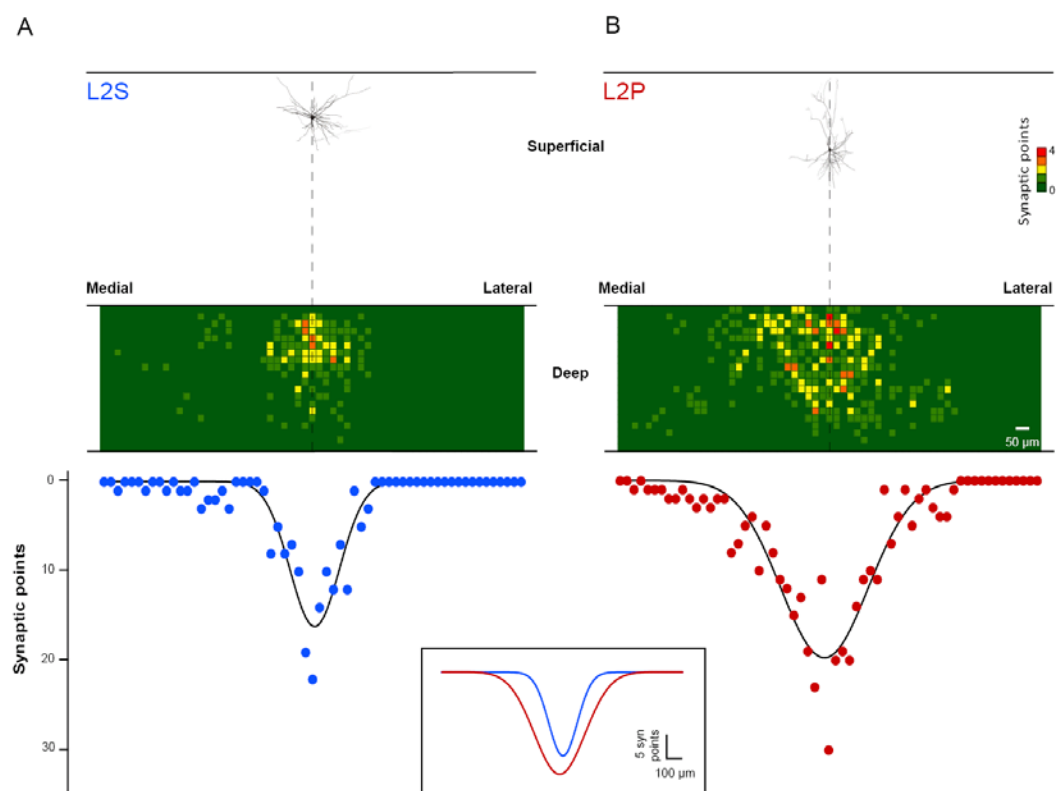 A
B
L2S
L2P
Superficial
Synaptic points
4
0
Medial
Lateral
Medial
Lateral
Deep
50 µm
0
10
20
30
Synaptic points
5 syn
points
100 µm